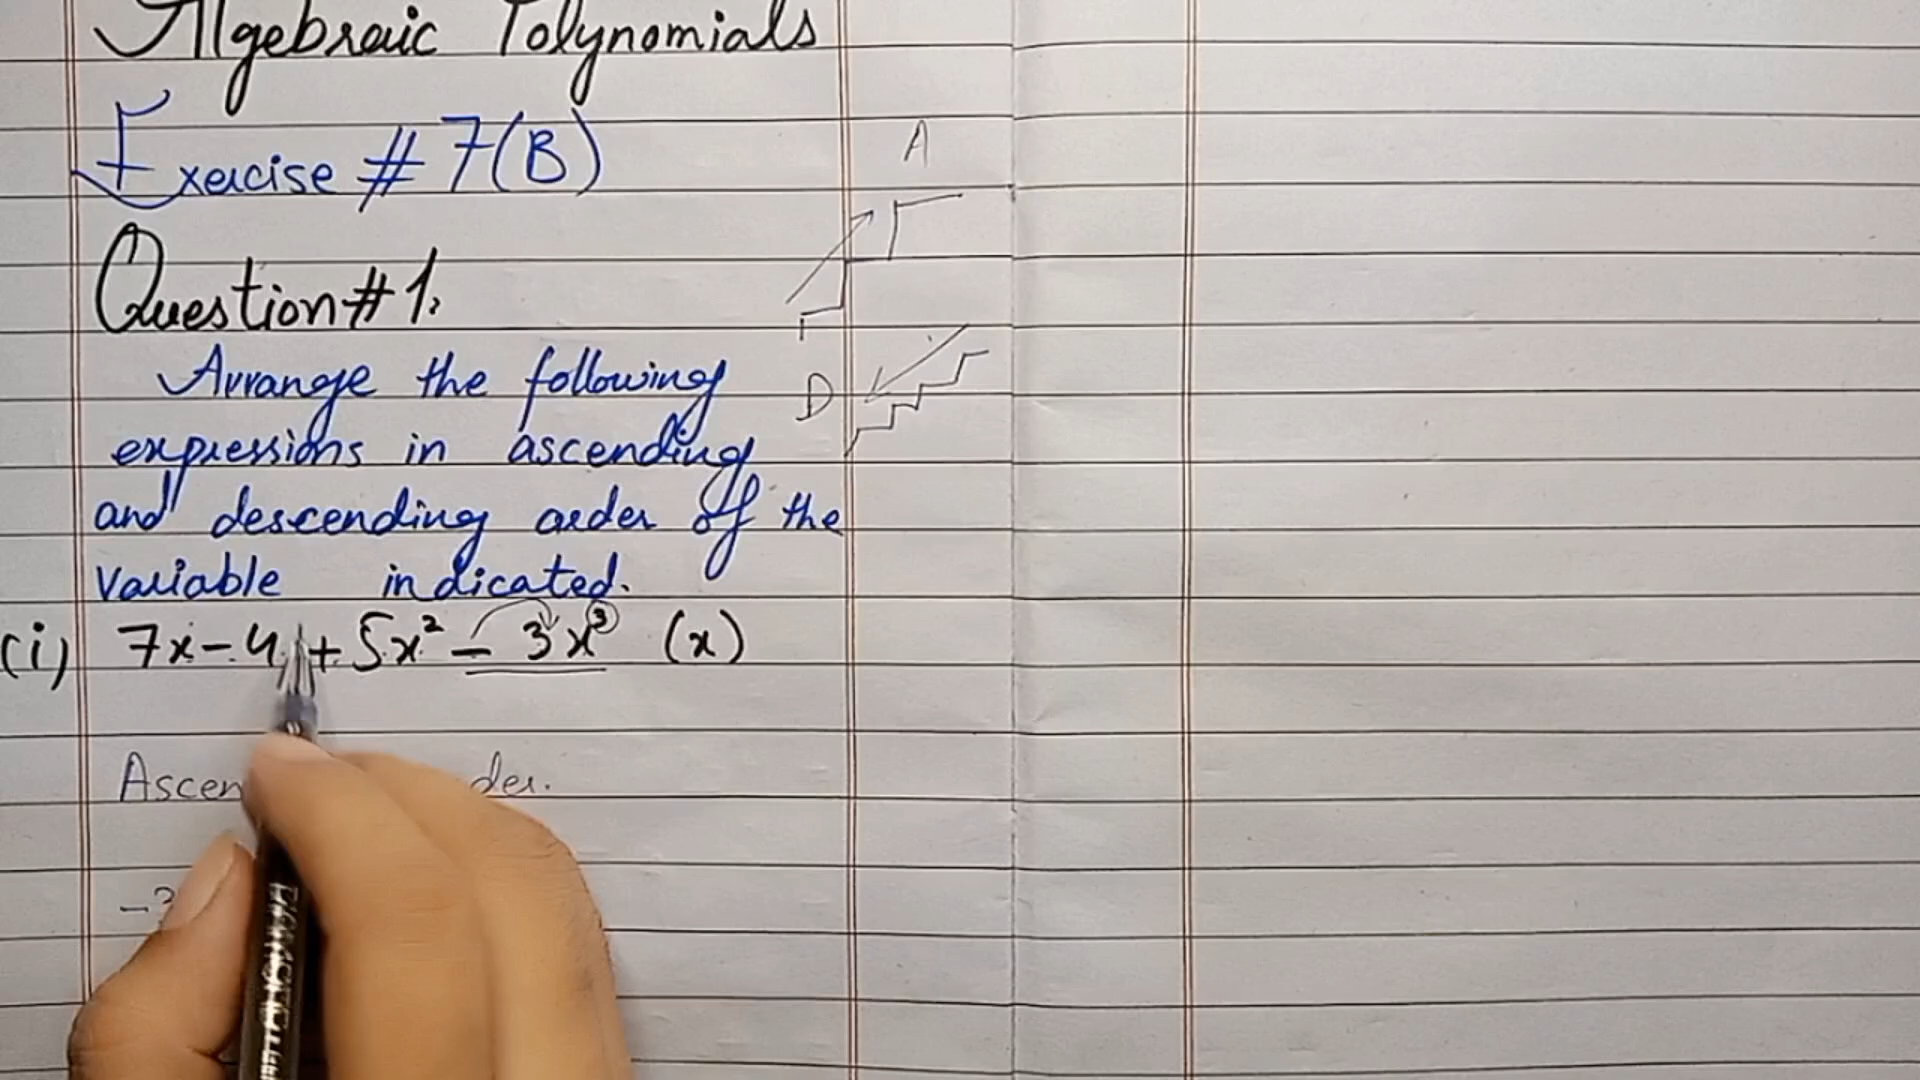 Algebraic Polynomials
Exercise # 7(B)
A
Question # 1:
Arrange the following
D
expressions in ascending
and descending order of the
variable indicated.
(i) 7x - 4 + 5x² - 3x³ (x)